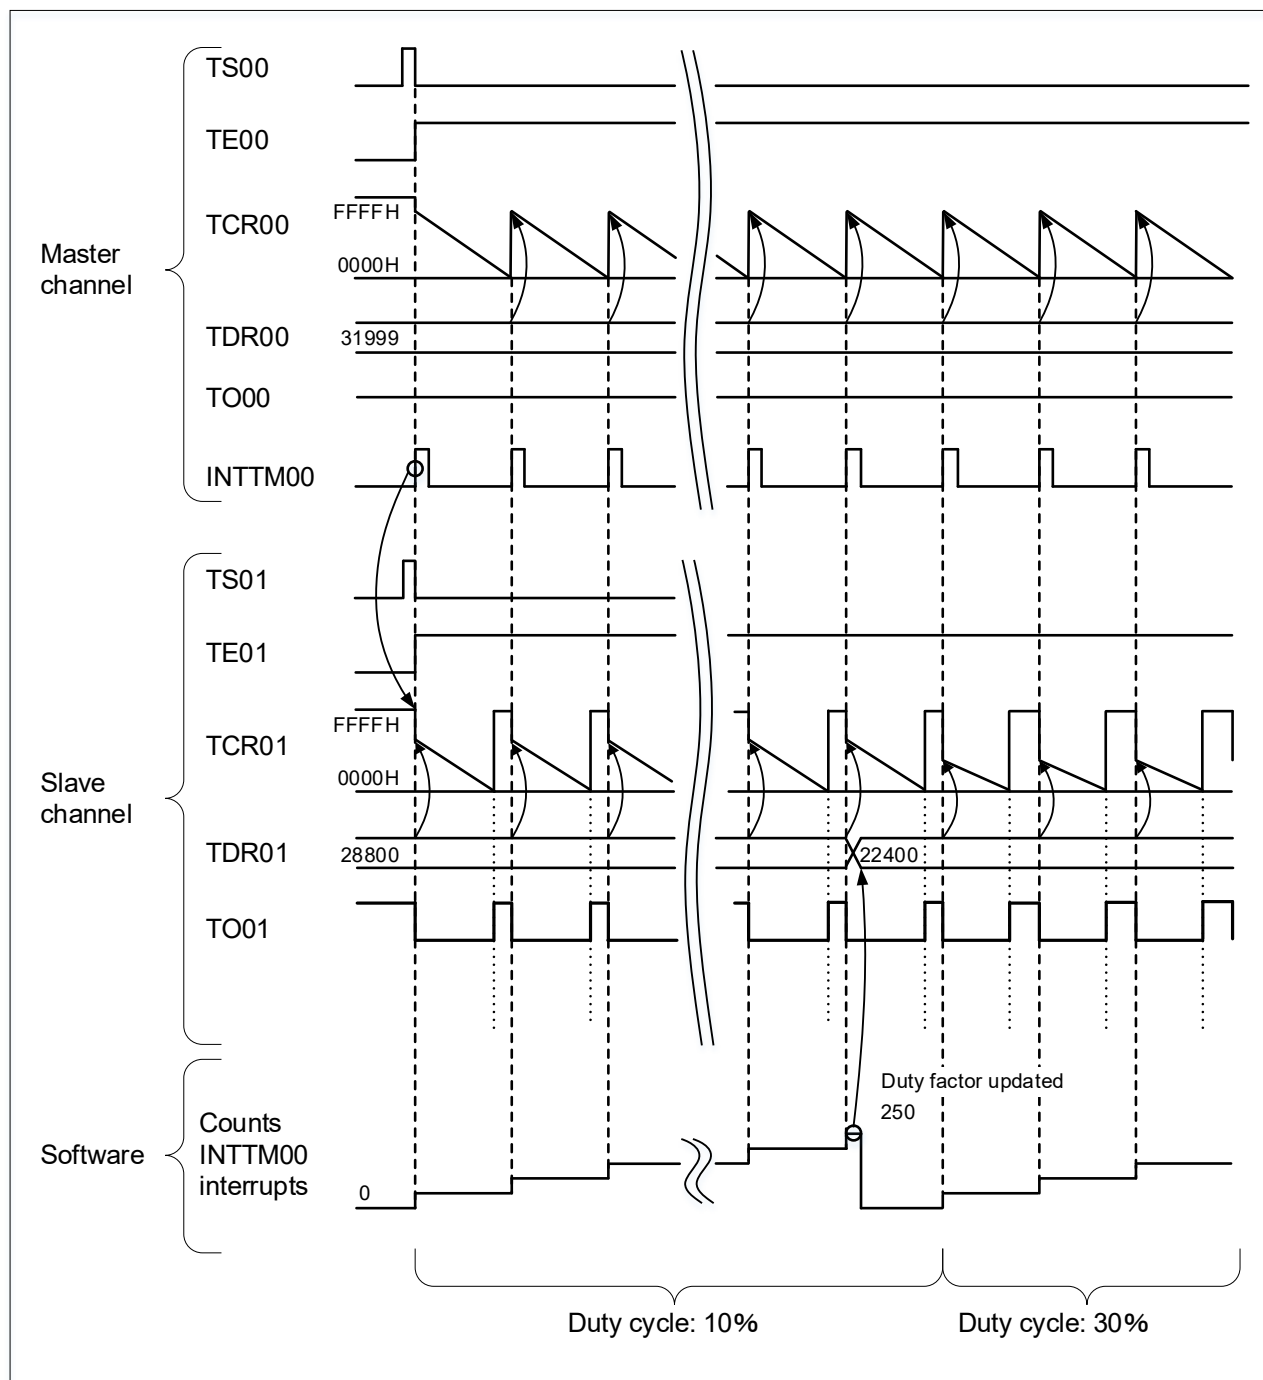 TS00
TE00
TCR00
FFFFH
0000H
Master
channel
TDR00
31999
TO00
INTTM00
TS01
TE01
TCR01
FFFFH
0000H
Slave
channel
TDR01
28800
22400
TO01
Duty factor updated
250
Software
Counts
INTTM00
interrupts
0
Duty cycle: 10%
Duty cycle: 30%